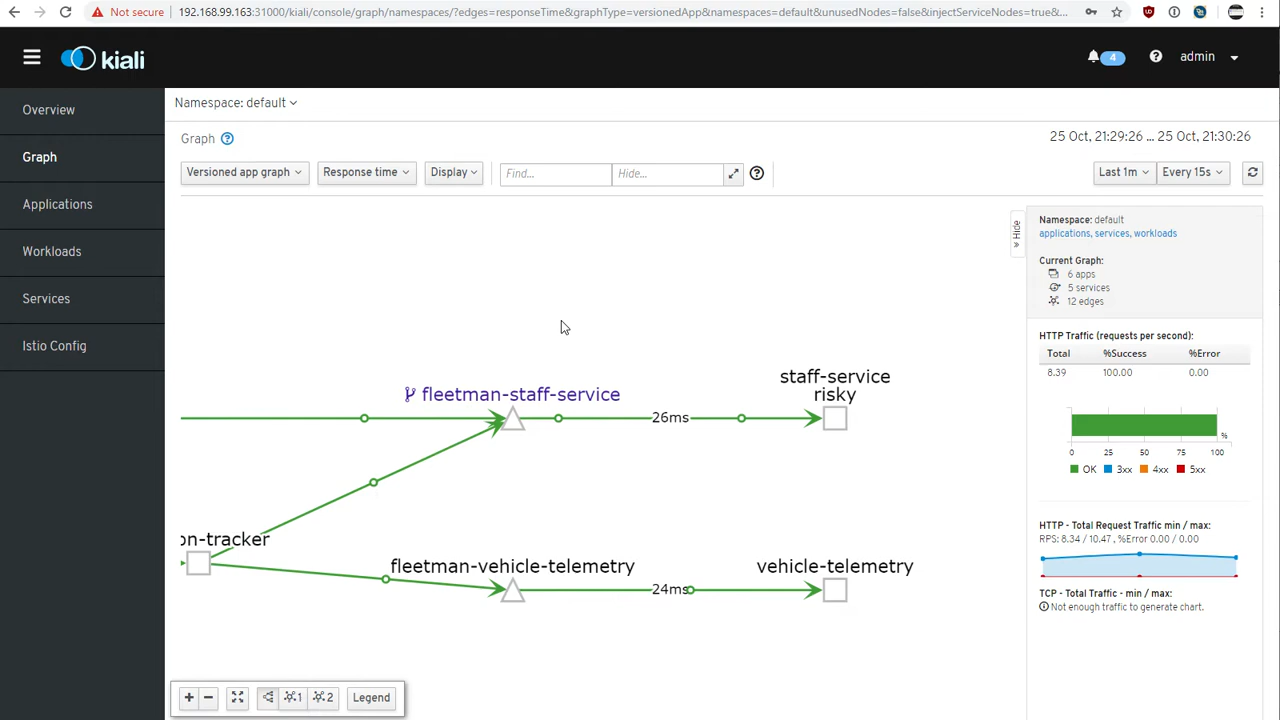 Not secure
192.168.99.163:31000/kiali/console/graph/namespaces/?edges=responseTime&graphType=versionedApp&namespaces=default&unusedNodes=false&injectServiceNodes=true&...
kiali
4
admin
Overview
Graph
Applications
Workloads
Services
Istio Config
Namespace: default
Graph
25 Oct, 21:29:26 ... 25 Oct, 21:30:26
Versioned app graph
Response time
Display
Find...
Hide...
Last 1m
Every 15s
Hide
fleetman-staff-service
26ms
staff-service
risky
on-tracker
fleetman-vehicle-telemetry
24ms
vehicle-telemetry
1
2
Legend
Namespace: default
applications, services, workloads
Current Graph:
6 apps
5 services
12 edges
HTTP Traffic (requests per second):
Total %Success %Error
8.39 100.00 0.00
%
0 25 50 75 100
OK 3xx 4xx 5xx
HTTP - Total Request Traffic min / max:
RPS: 8.34 / 10.47 , %Error 0.00 / 0.00
TCP - Total Traffic - min / max:
Not enough traffic to generate chart.